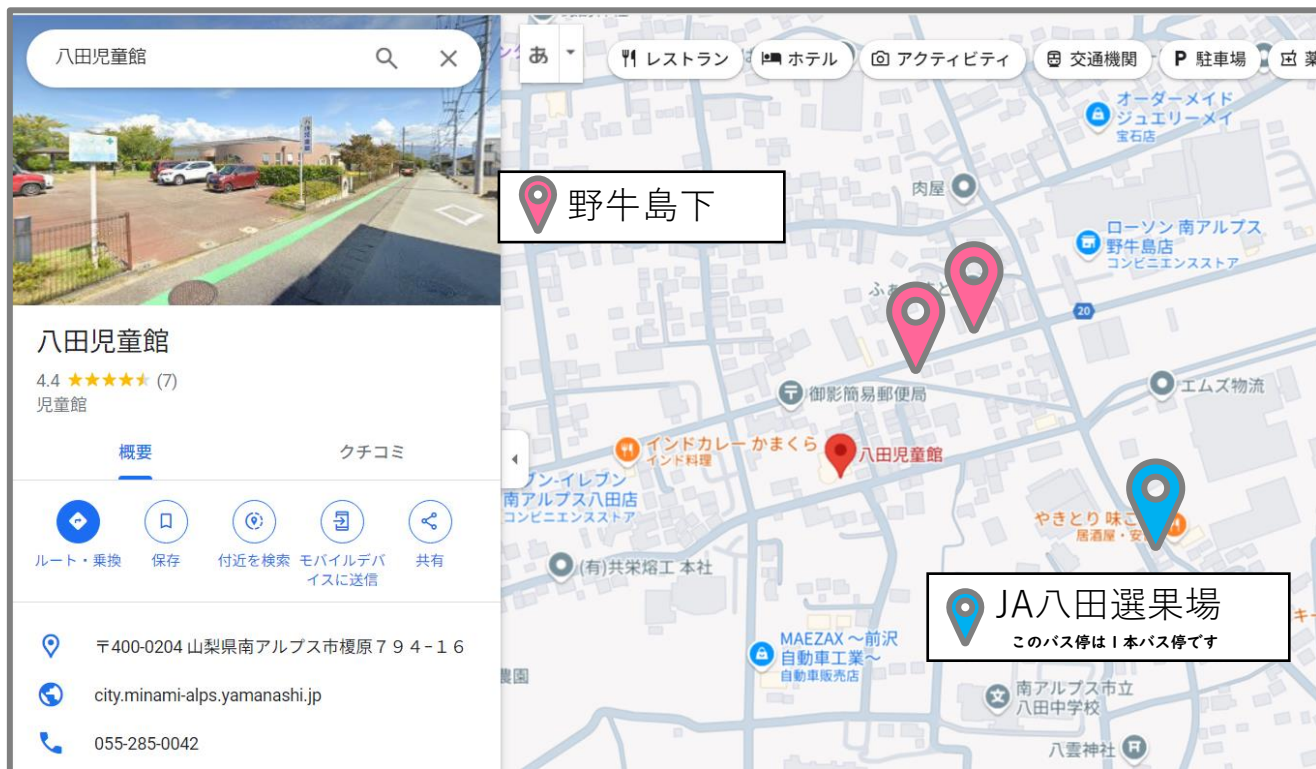 八田児童館
八田児童館
八田児童館
4.4 (7)
児童館
概要
クチコミ
ルート・乗換
保存
付近を検索
モバイルデバ
イスに送信
共有
〒400-0204 山梨県南アルプス市榎原７９４−１６
city.minami-alps.yamanashi.jp
055-285-0042
あ
レストラン
ホテル
アクティビティ
交通機関
P 駐車場
薬
オーダーメイド
ジュエリーメイ
宝石店
野牛島下
肉屋
ローソン 南アルプス
野牛島店
コンビニエンスストア
ふぁ
と
20
御影簡易郵便局
エムズ物流
インドカレー かまくら
インド料理
八田児童館
ブン-イレブン
南アルプス八田店
コンビニエンスストア
やきとり 味こ
居酒屋・安
(有)共栄熔工 本社
JA八田選果場
このバス停は１本バス停です
キー
MAEZAX 〜前沢
自動車工業〜
自動車販売店
農園
南アルプス市立
八田中学校
八雲神社